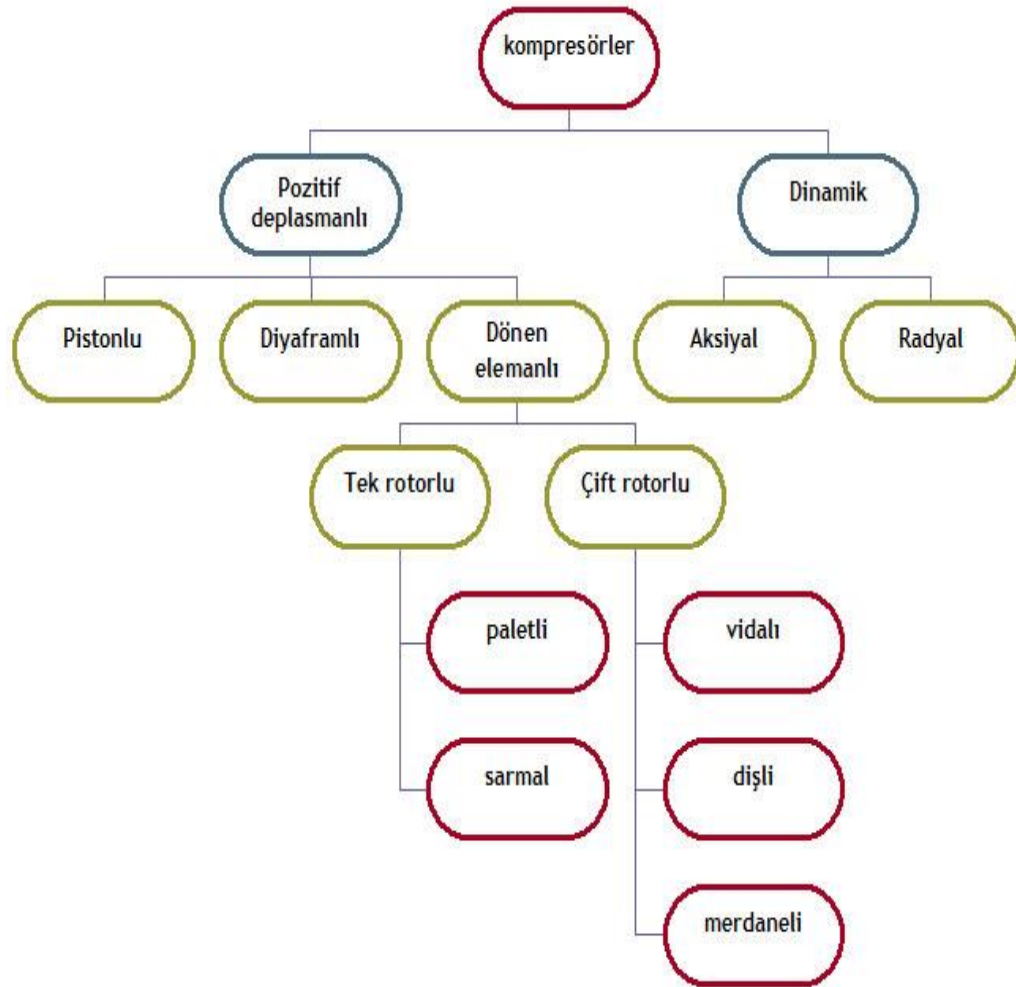 kompresörler
Pozitif
deplasmanlı
Dinamik
Pistonlu
Diyaframlı
Dönen
elemanlı
Aksiyal
Radyal
Tek rotorlu
Çift rotorlu
paletli
vidalı
sarmal
dişli
merdaneli